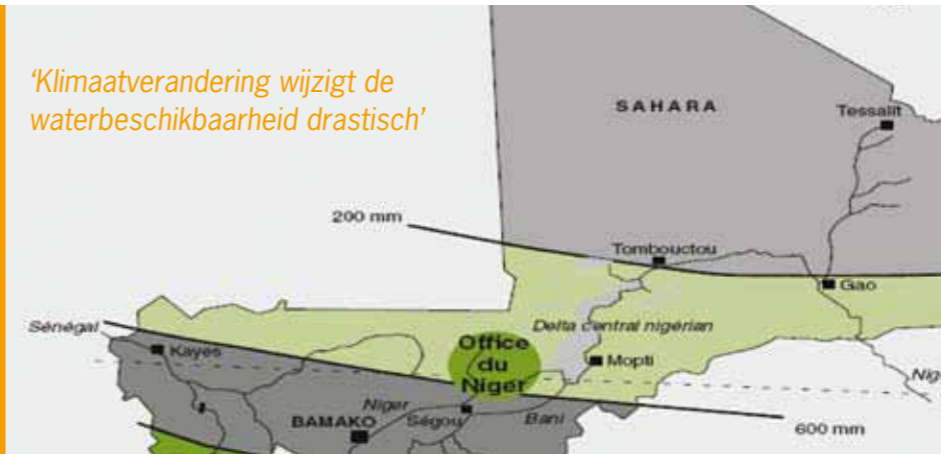 ‘Klimaatverandering wijzigt de
waterbeschikbaarheid drastisch’
SAHARA
Tessalit
200 mm
Tombouctou
Gao
Sénégal
Delta central nigérian
Kayes
Office
du
Niger
Mopti
Niger
Ségou
Bani
BAMAKO
600 mm